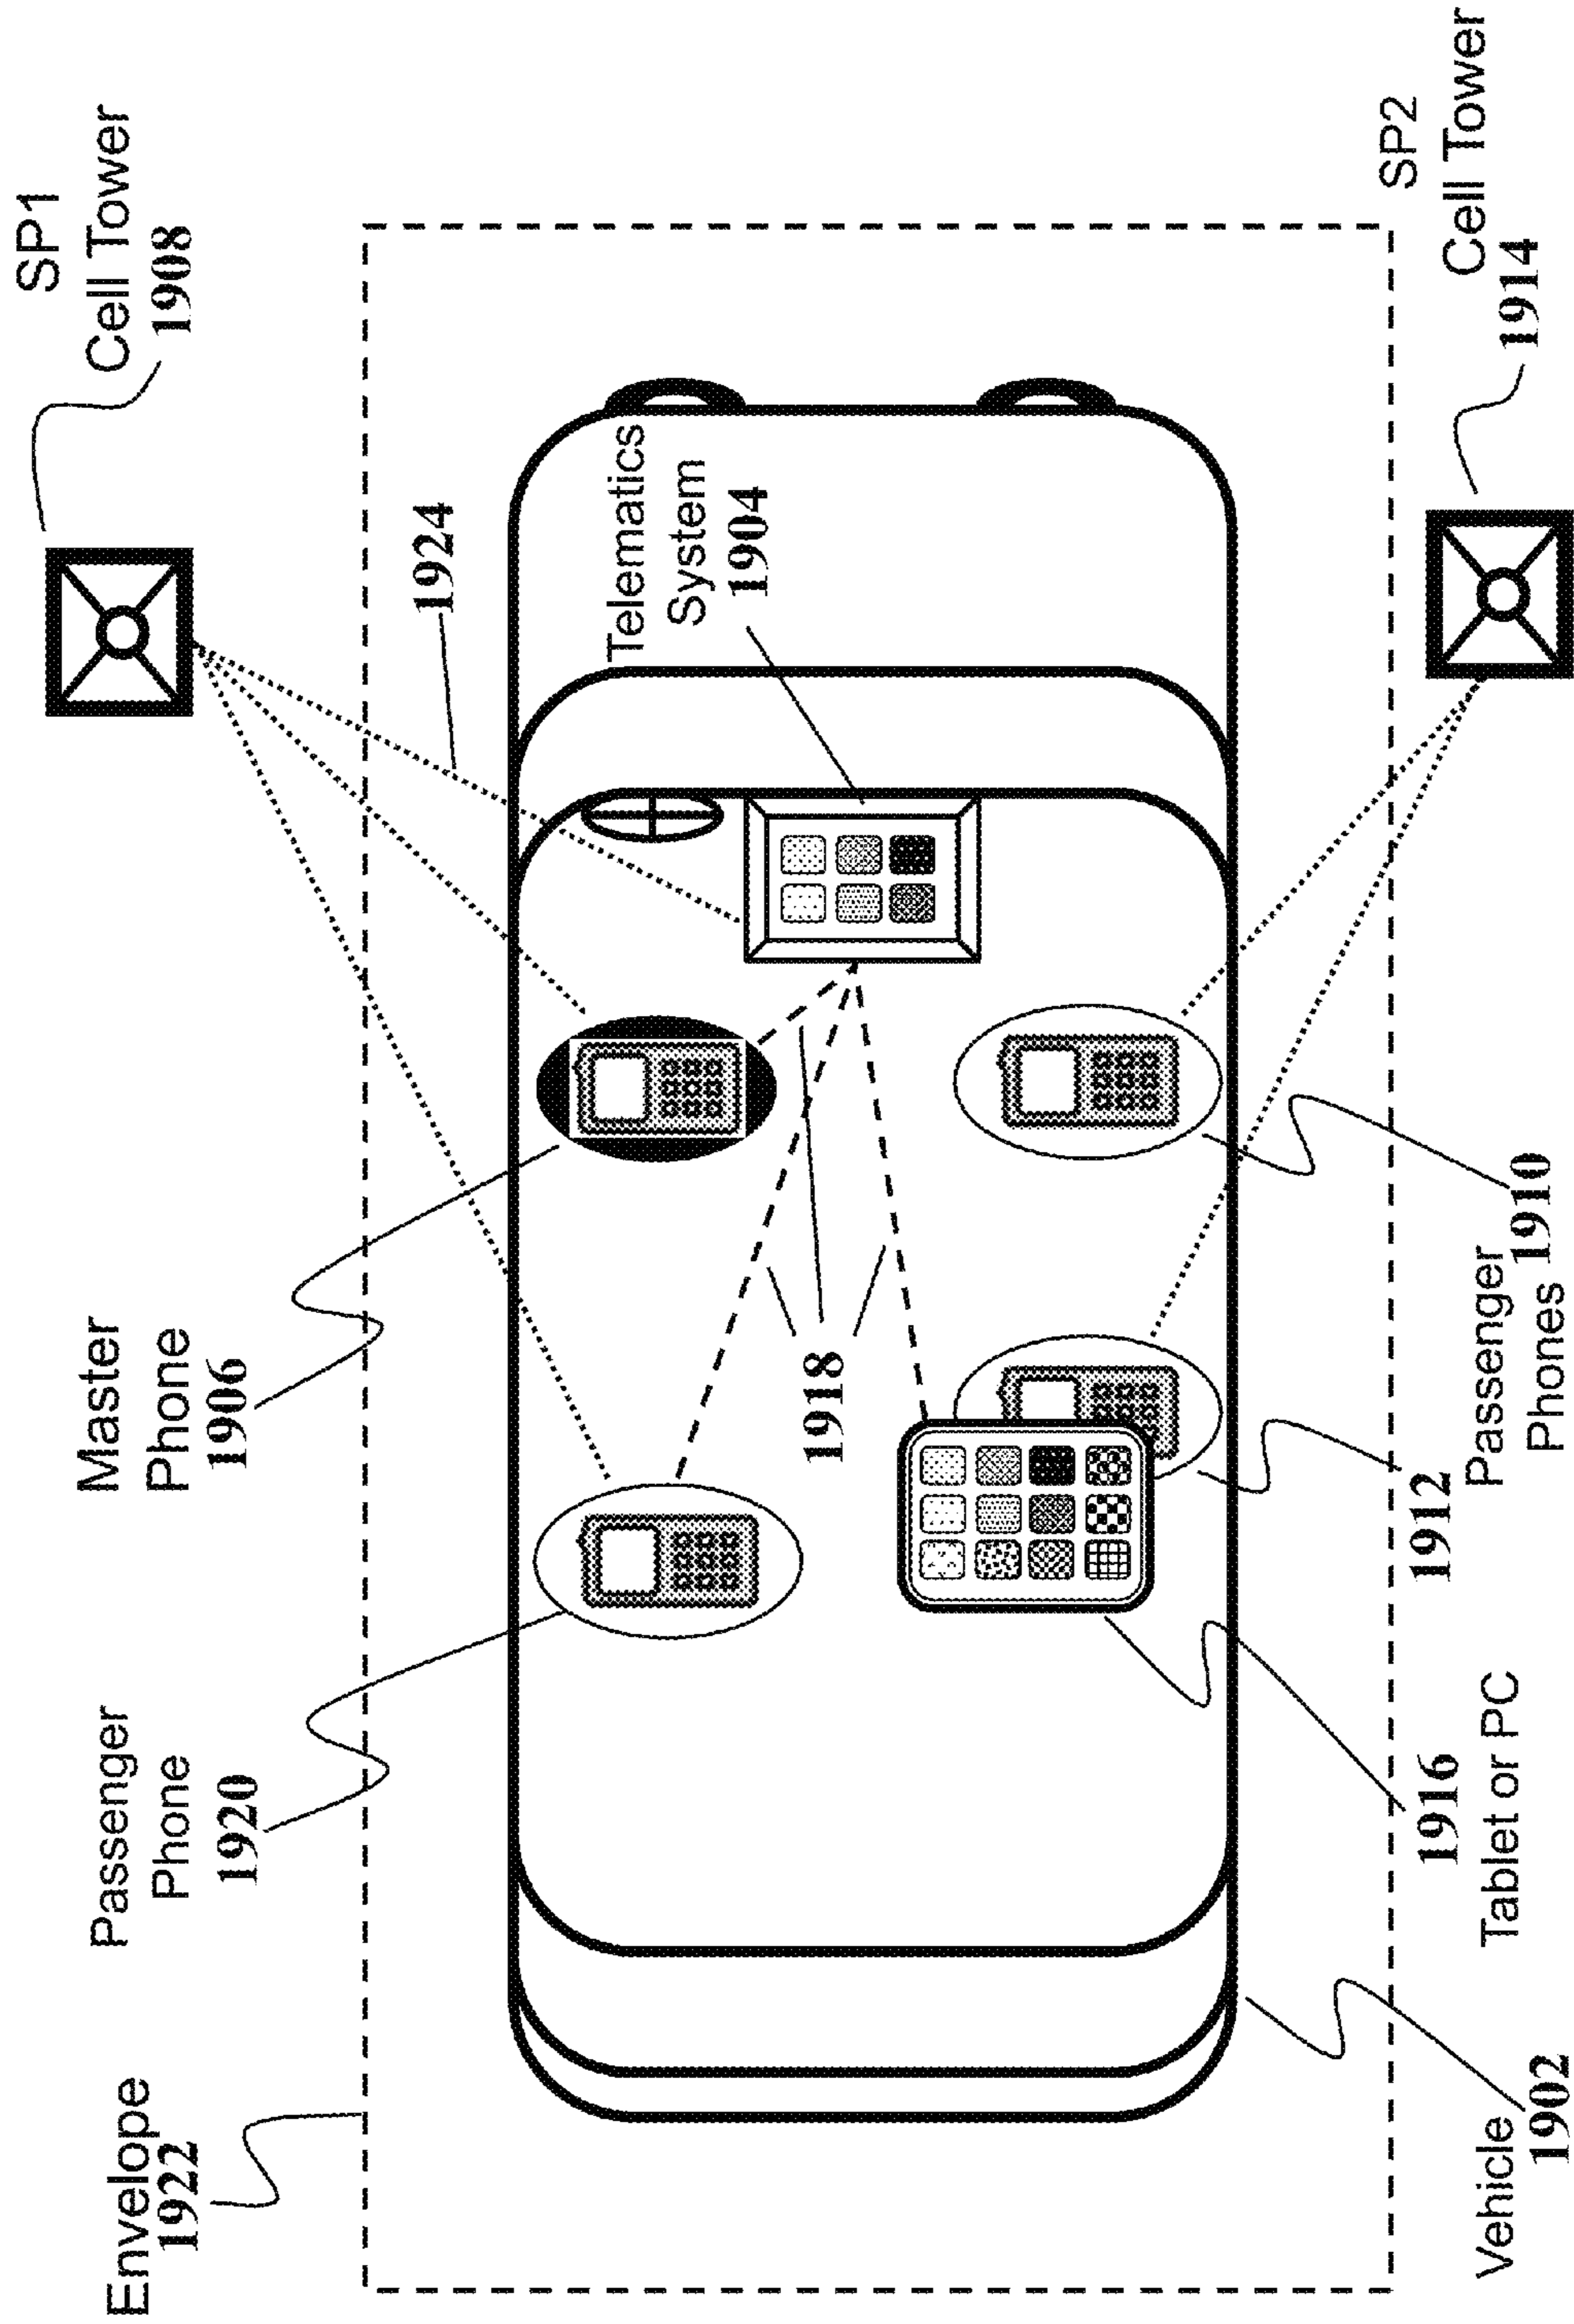 Envelope
1922
Passenger
Phone
1920
Master
Phone
1906
SP1
Cell Tower
1908
1924
Telematics
System
1904
1918
Vehicle
1902
1916
Tablet or PC
1912
Passenger
Phones 1910
SP2
Cell Tower
1914